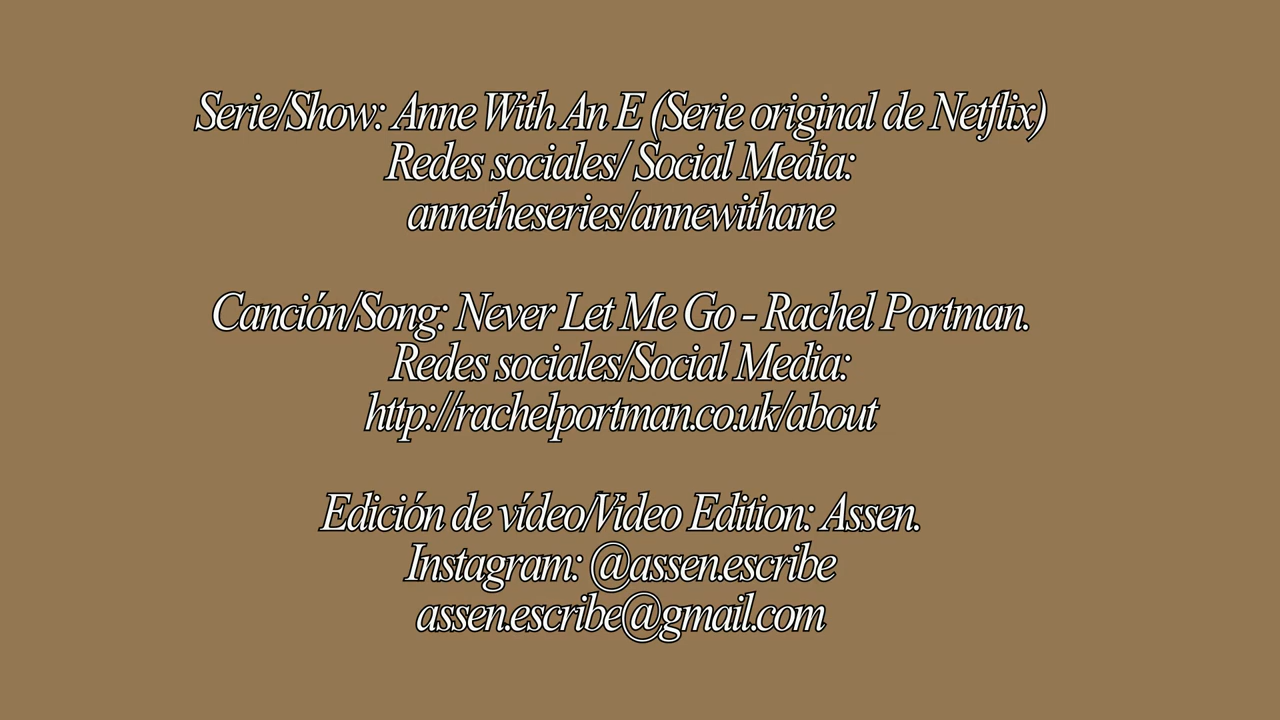 Serie/Show: Anne With An E (Serie original de Netflix)
Redes sociales/ Social Media:
annetheseries/annewithane
Canción/Song: Never Let Me Go - Rachel Portman.
Redes sociales/Social Media:
http://rachelportman.co.uk/about
Edición de vídeo/Video Edition: Assen.
Instagram: @assen.escribe
assen.escribe@gmail.com